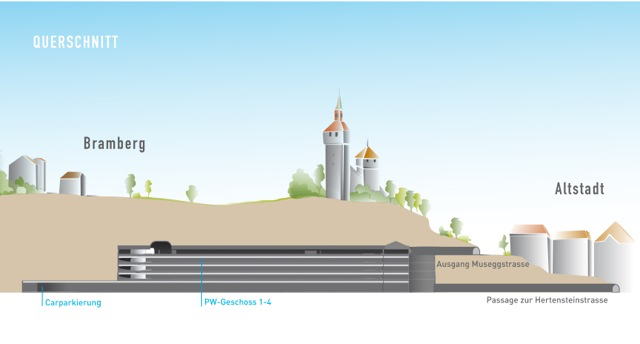 QUERSCHNITT
Bramberg
Altstadt
Ausgang Museggstrasse
Carparkierung
PW-Geschoss 1-4
Passage zur Hertensteinstrasse